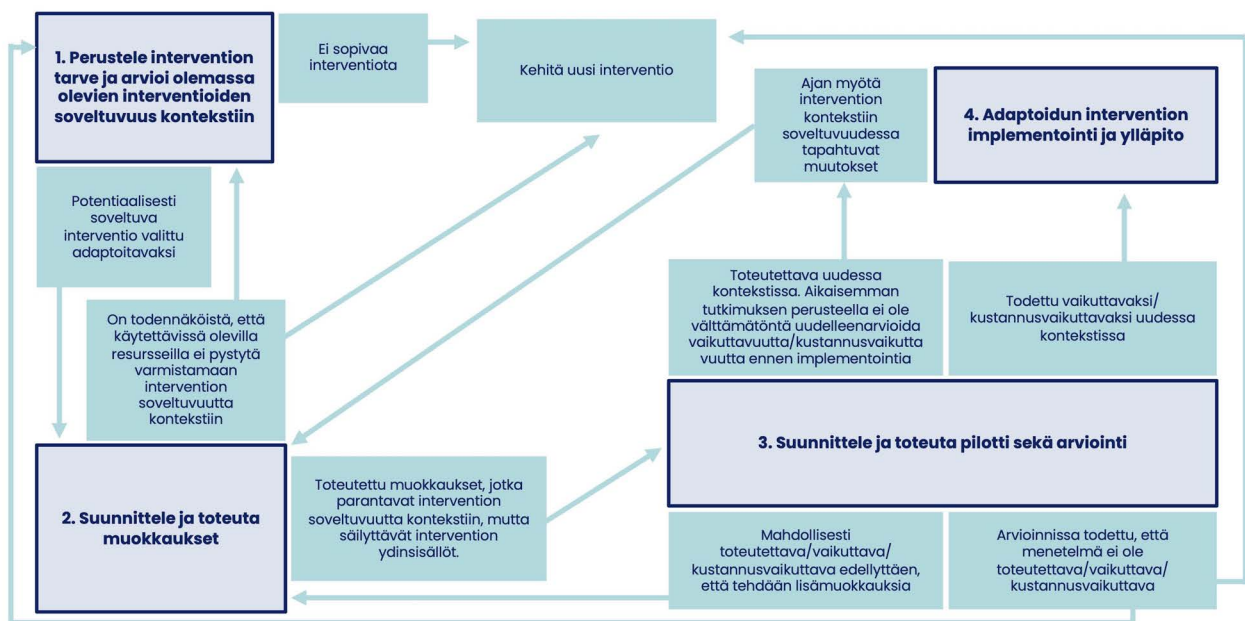 1. Perustele intervention
tarve ja arvioi olemassa
olevien interventioiden
soveltuvuus kontekstiin
Ei sopivaa
interventiota
Kehitä uusi interventio
Ajan myötä
intervention
kontekstiin
soveltuvuudessa
tapahtuvat
muutokset
4. Adaptoidun intervention
implementointi ja ylläpito
Potentiaalisesti
soveltuva
interventio valittu
adaptoitavaksi
On todennäköistä, että
käytettävissä olevilla
resursseilla ei pystytä
varmistamaan
intervention
soveltuvuutta
kontekstiin
Toteutettava uudessa
kontekstissa. Aikaisemman
tutkimuksen perusteella ei ole
välttämätöntä uudelleenarvioida
vaikuttavuutta/kustannusvaikutta
vuutta ennen implementointia
Todettu vaikuttavaksi/
kustannusvaikuttavaksi uudessa
kontekstissa
2. Suunnittele ja toteuta
muokkaukset
Toteutettu muokkaukset, jotka
parantavat intervention
soveltuvuutta kontekstiin, mutta
säilyttävät intervention
ydinsisällöt.
3. Suunnittele ja toteuta pilotti sekä arviointi
Mahdollisesti
toteutettava/vaikuttava/
kustannusvaikuttava edellyttäen,
että tehdään lisämuokkauksia
Arvioinnissa todettu, että
menetelmä ei ole
toteutettava/vaikuttava/
kustannusvaikuttava